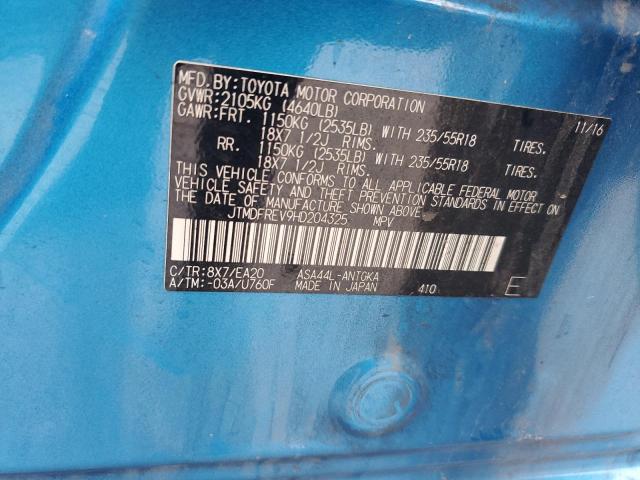 MFD. BY: TOYOTA MOTOR CORPORATION 11/16
GVWR: 2105KG (4640LB)
GAWR: FRT. 1150KG (2535LB) WITH 235/55R18 TIRES.
18X7 1/2J RIMS.
RR. 1150KG (2535LB) WITH 235/55R18 TIRES.
18X7 1/2J RIMS.
THIS VEHICLE CONFORMS TO ALL APPLICABLE FEDERAL MOTOR
VEHICLE SAFETY AND BUMPER STANDARDS IN EFFECT ON
THE DATE OF MANUFACTURE SHOWN ABOVE.
JTMDFREV9HD204325 MPV
C/TR: 8X7/EA20 ASA44L-ANTGKA
A/TM: -03A/U760F MADE IN JAPAN 410 E